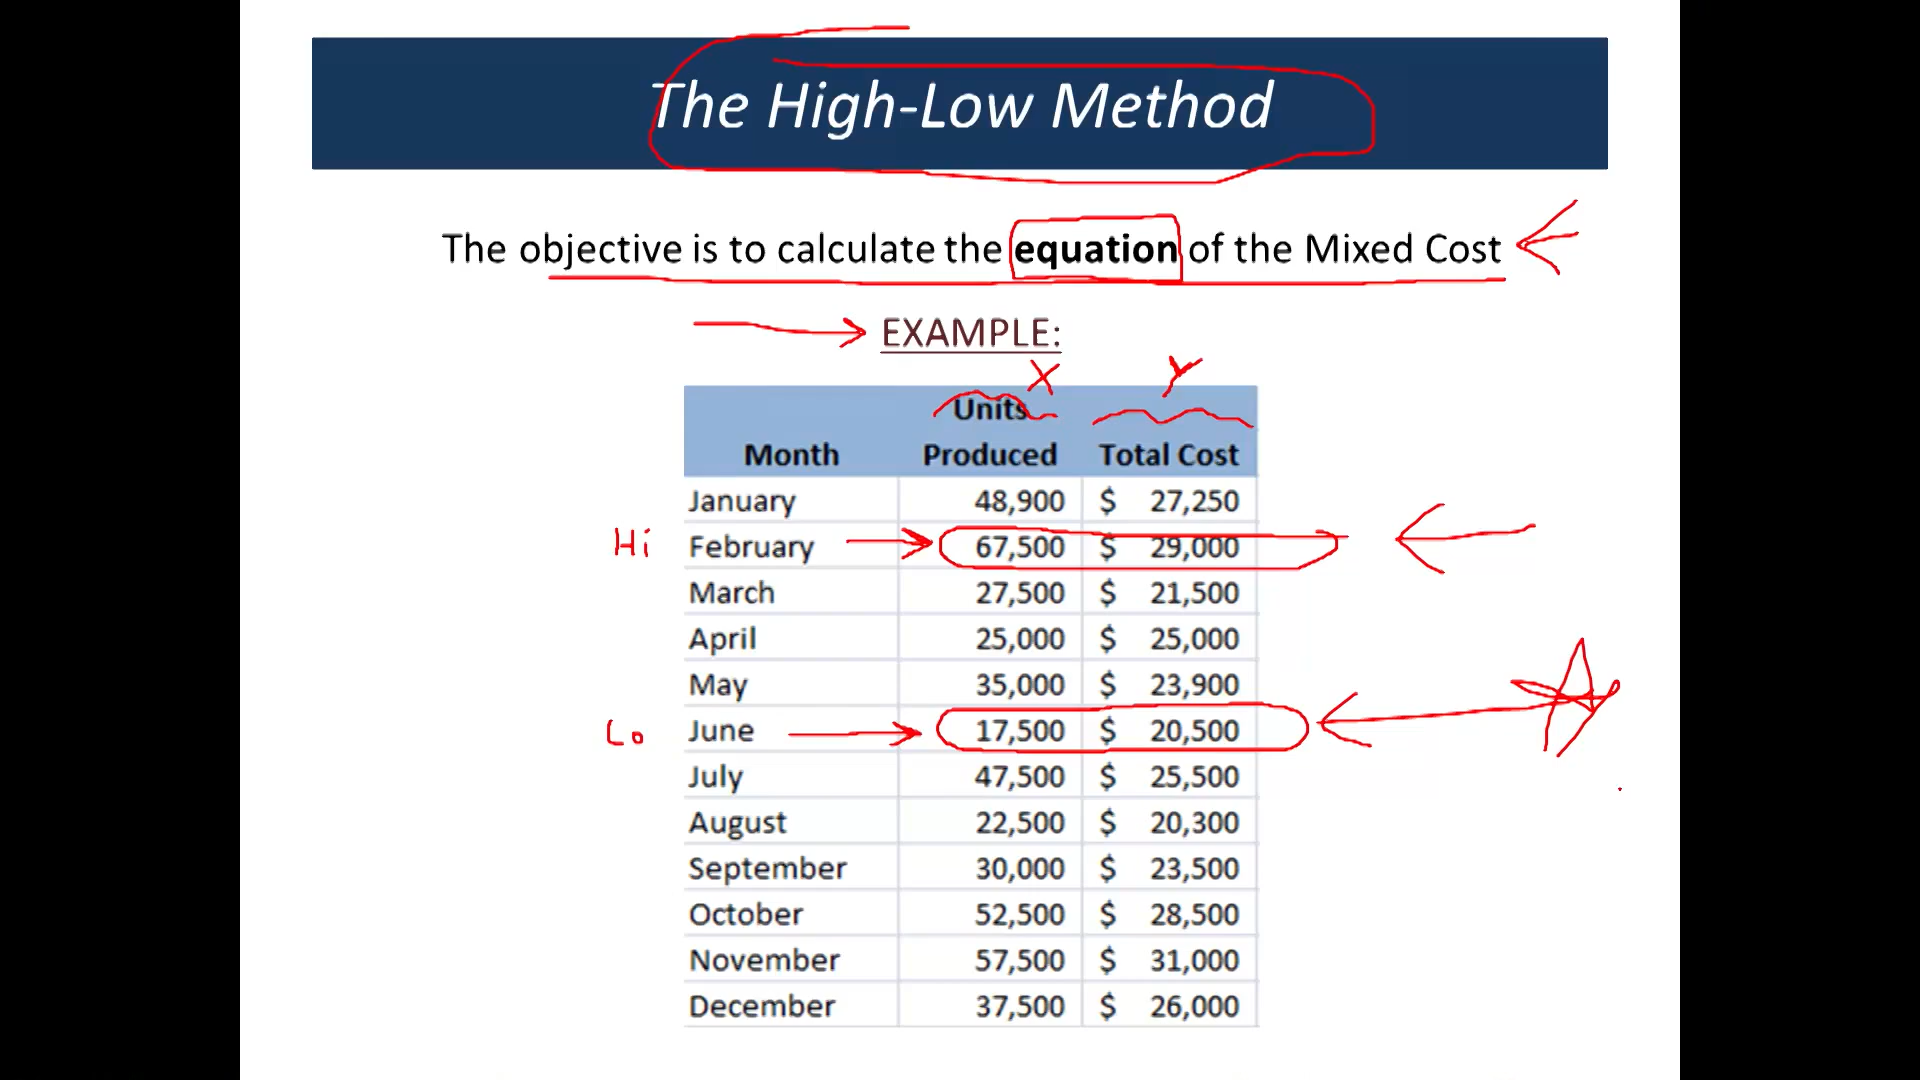 The High-Low Method
The objective is to calculate the equation of the Mixed Cost
EXAMPLE:
X Y
Month Units Produced Total Cost
January 48,900 $ 27,250
Hi February 67,500 $ 29,000
March 27,500 $ 21,500
April 25,000 $ 25,000
May 35,000 $ 23,900
Lo June 17,500 $ 20,500
July 47,500 $ 25,500
August 22,500 $ 20,300
September 30,000 $ 23,500
October 52,500 $ 28,500
November 57,500 $ 31,000
December 37,500 $ 26,000